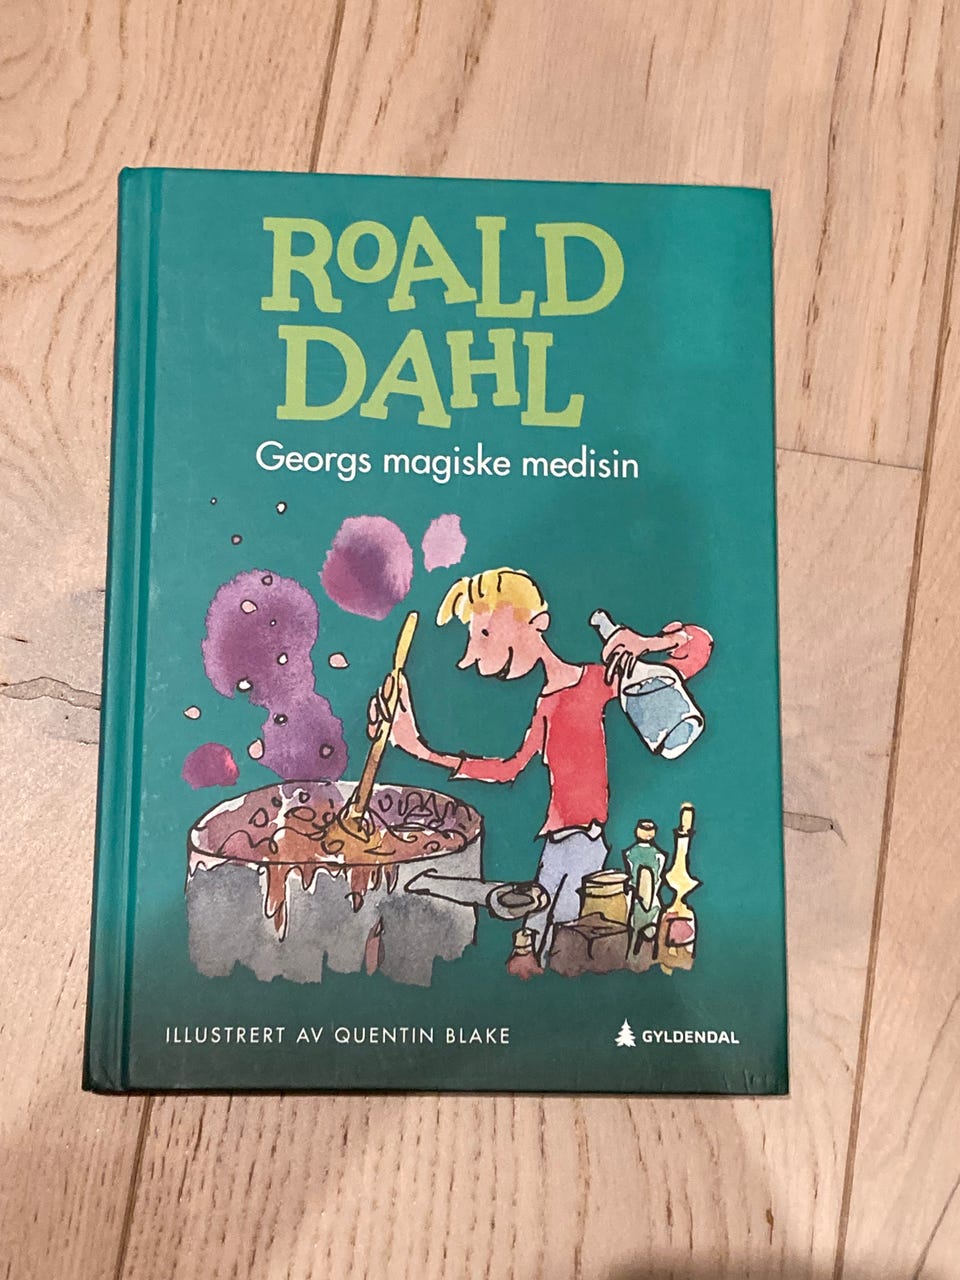 ROALD
DAHL
Georgs magiske medisin
ILLUSTRERT AV QUENTIN BLAKE
GYLDENDAL